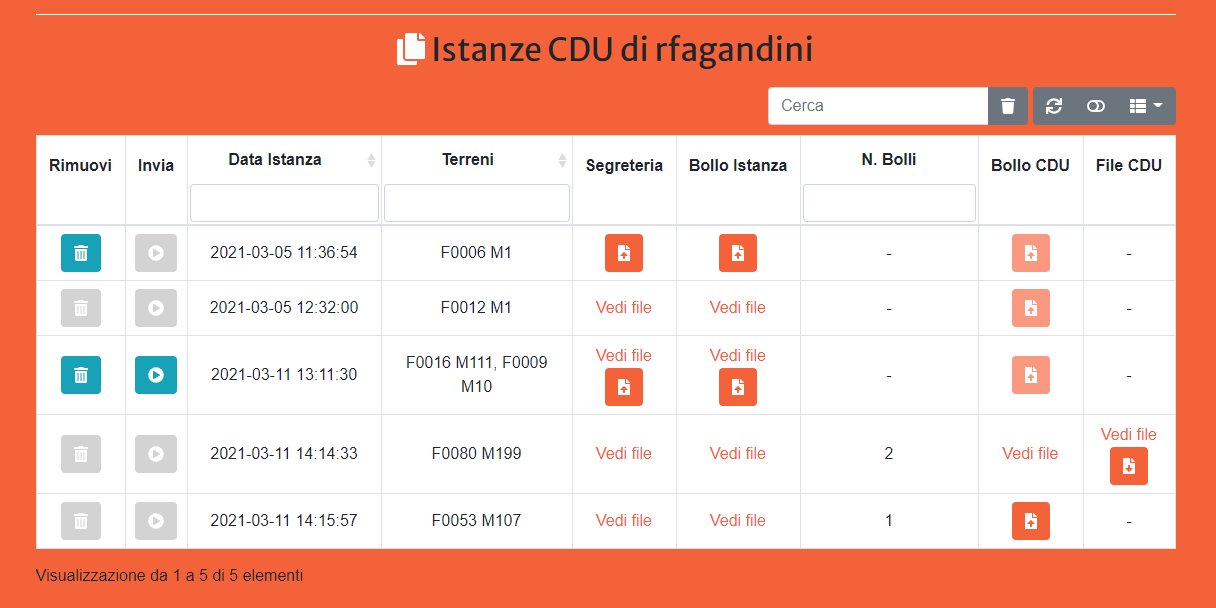 Istanze CDU di rfagandini
Cerca
Rimuovi Invia Data Istanza Terreni Segreteria Bollo Istanza N. Bolli Bollo CDU File CDU
2021-03-05 11:36:54 F0006 M1 - -
2021-03-05 12:32:00 F0012 M1 Vedi file Vedi file - -
2021-03-11 13:11:30 F0016 M111, F0009 Vedi file Vedi file - -
M10
2021-03-11 14:14:33 F0080 M199 Vedi file Vedi file 2 Vedi file Vedi file
2021-03-11 14:15:57 F0053 M107 Vedi file Vedi file 1 -
Visualizzazione da 1 a 5 di 5 elementi